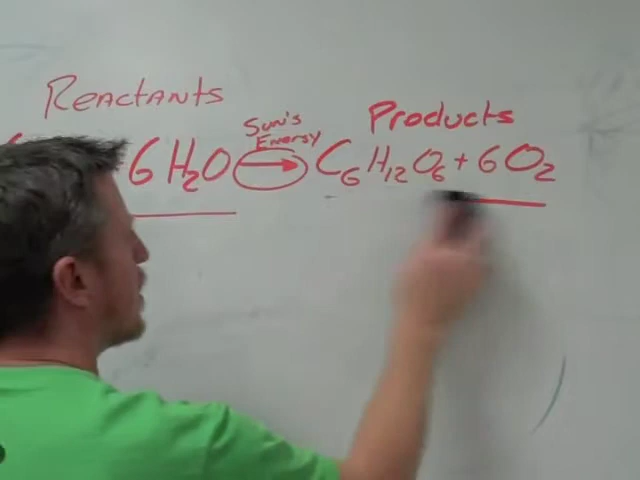 Reactants
Products
Sun's
Energy
6H₂O → C₆H₁₂O₆ + 6O₂